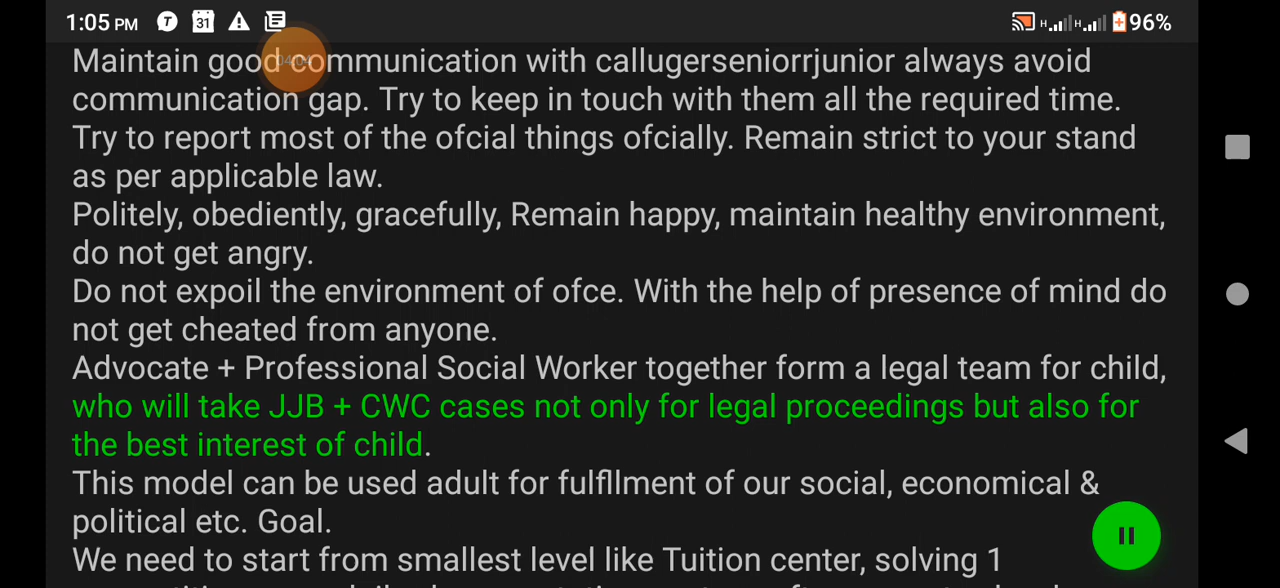 1:05 PM 31 H H 96%
04:04
Maintain good communication with callugerseniorrjunior always avoid
communication gap. Try to keep in touch with them all the required time.
Try to report most of the ofcial things ofcially. Remain strict to your stand
as per applicable law.
Politely, obediently, gracefully, Remain happy, maintain healthy environment,
do not get angry.
Do not expoil the environment of ofce. With the help of presence of mind do
not get cheated from anyone.
Advocate + Professional Social Worker together form a legal team for child,
who will take JJB + CWC cases not only for legal proceedings but also for
the best interest of child.
This model can be used adult for fulfllment of our social, economical &
political etc. Goal.
We need to start from smallest level like Tuition center, solving 1